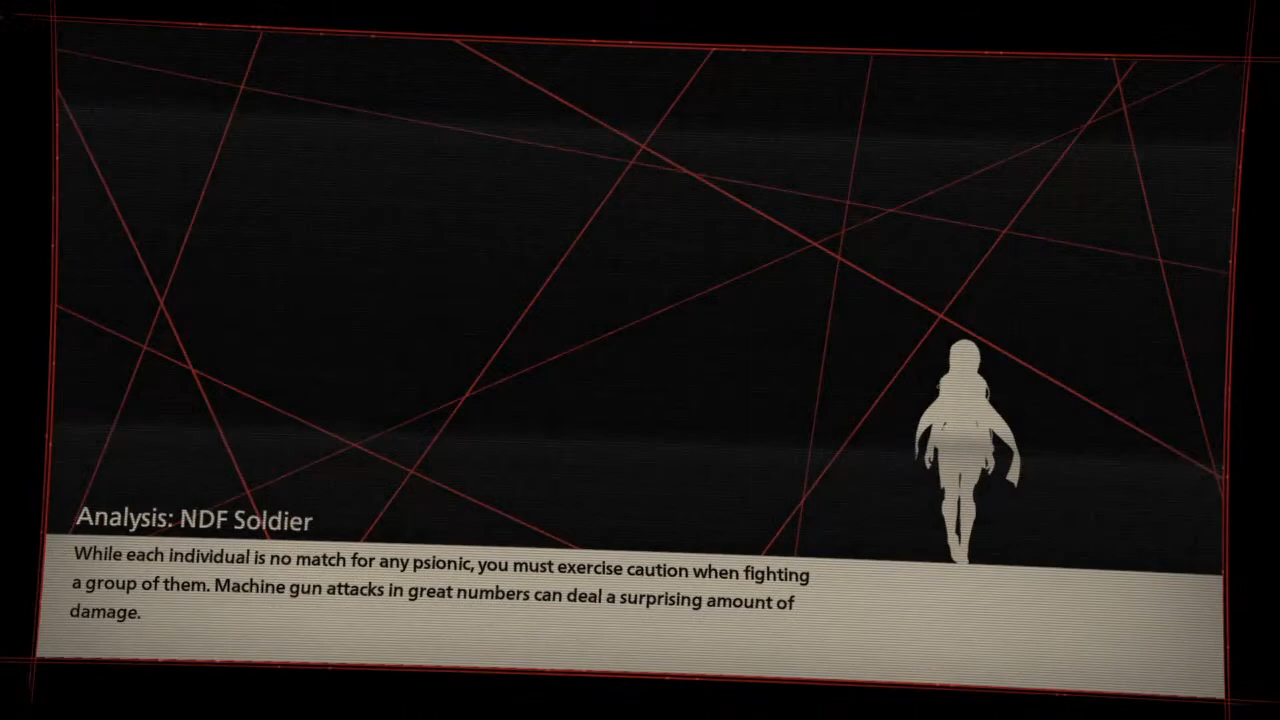 Analysis: NDF Soldier
While each individual is no match for any psionic, you must exercise caution when fighting
a group of them. Machine gun attacks in great numbers can deal a surprising amount of
damage.